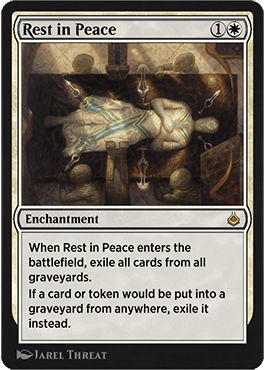 Rest in Peace 1
Enchantment
When Rest in Peace enters the
battlefield, exile all cards from all
graveyards.
If a card or token would be put into a
graveyard from anywhere, exile it
instead.
Jarel Threat